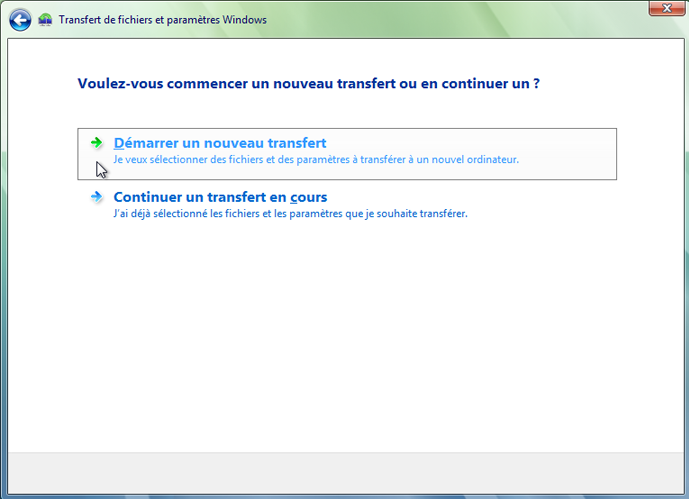 Transfert de fichiers et paramètres Windows
Voulez-vous commencer un nouveau transfert ou en continuer un ?
Démarrer un nouveau transfert
Je veux sélectionner des fichiers et des paramètres à transférer à un nouvel ordinateur.
Continuer un transfert en cours
J'ai déjà sélectionné les fichiers et les paramètres que je souhaite transférer.